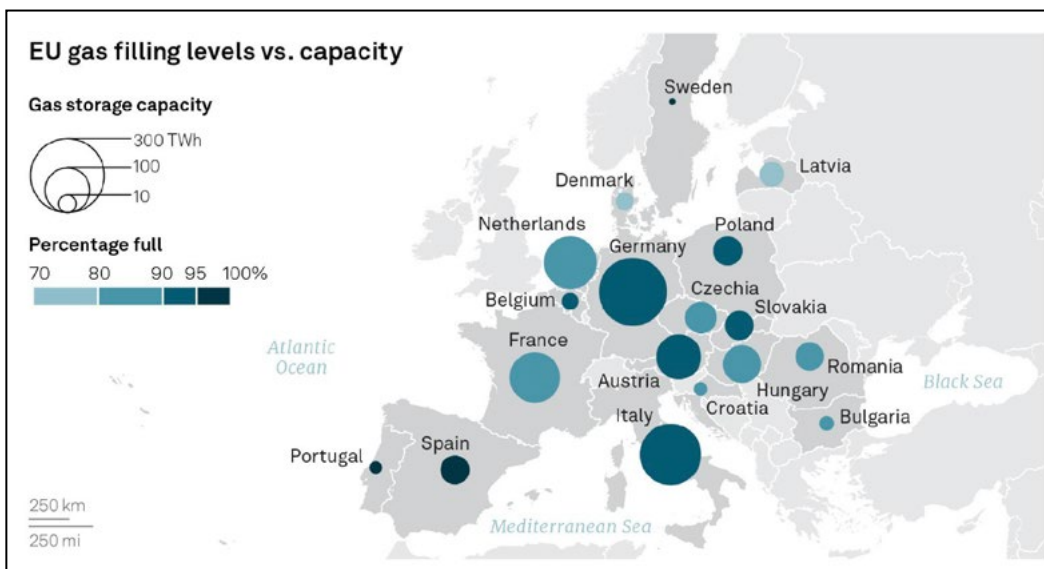 EU gas filling levels vs. capacity
Gas storage capacity
300 TWh
100
10
Percentage full
70 80 90 95 100%
Sweden
Latvia
Denmark
Netherlands
Germany
Poland
Belgium
Czechia
Slovakia
France
Atlantic
Ocean
Austria
Hungary
Romania
Black Sea
Croatia
Italy
Bulgaria
Portugal
Spain
250 km
250 mi
Mediterranean Sea